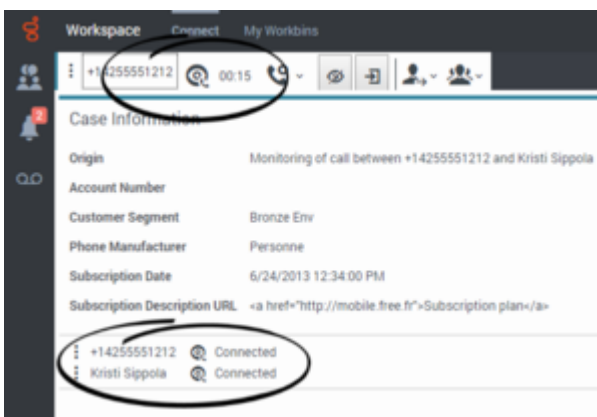 Workspace Connect My Workbins
+14255551212 00:15
2
Case Information
Origin Monitoring of call between +14255551212 and Kristi Sippola
Account Number
Customer Segment Bronze Env
Phone Manufacturer Personne
Subscription Date 6/24/2013 12:34:00 PM
Subscription Description URL <a href="http://mobile.free.fr">Subscription plan</a>
+14255551212 Connected
Kristi Sippola Connected